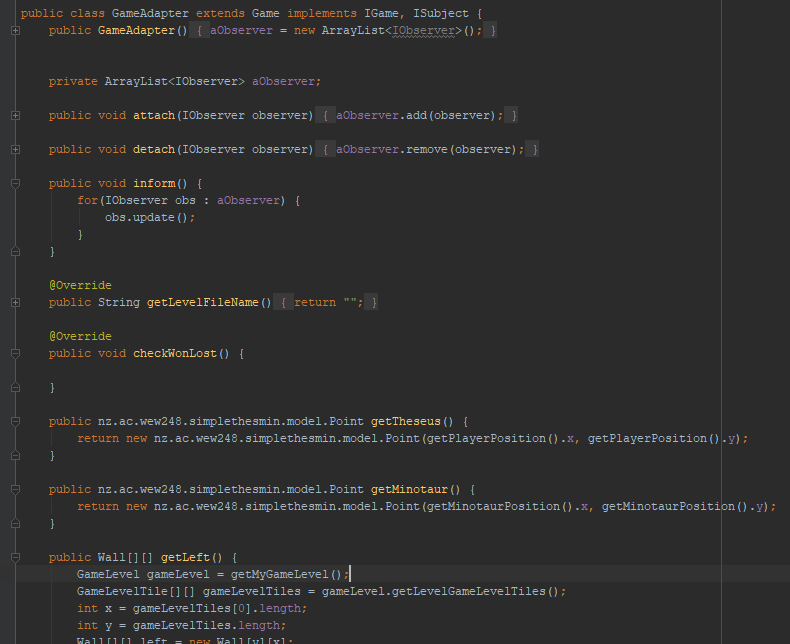 public class GameAdapter extends Game implements IGame, ISubject {
public GameAdapter() { aObserver = new ArrayList<IObserver>(); }
private ArrayList<IObserver> aObserver;
public void attach(IObserver observer) { aObserver.add(observer); }
public void detach(IObserver observer) { aObserver.remove(observer); }
public void inform() {
for(IObserver obs : aObserver) {
obs.update();
}
}
@Override
public String getLevelFileName() { return ""; }
@Override
public void checkWonLost() {
}
public nz.ac.wew248.simplethesmin.model.Point getTheseus() {
return new nz.ac.wew248.simplethesmin.model.Point(getPlayerPosition().x, getPlayerPosition().y);
}
public nz.ac.wew248.simplethesmin.model.Point getMinotaur() {
return new nz.ac.wew248.simplethesmin.model.Point(getMinotaurPosition().x, getMinotaurPosition().y);
}
public Wall[][] getLeft() {
GameLevel gameLevel = getMyGameLevel();
GameLevelTile[][] gameLevelTiles = gameLevel.getLevelGameLevelTiles();
int x = gameLevelTiles[0].length;
int y = gameLevelTiles.length;
Wall[][] left = new Wall[y][x];